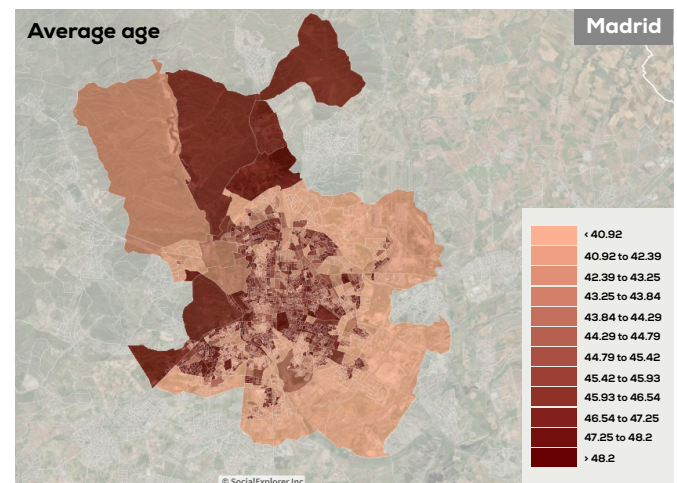 Average age
Madrid
< 40.92
40.92 to 42.39
42.39 to 43.25
43.25 to 43.84
43.84 to 44.29
44.29 to 44.79
44.79 to 45.42
45.42 to 45.93
45.93 to 46.54
46.54 to 47.25
47.25 to 48.2
> 48.2
© SocialExplorer Inc